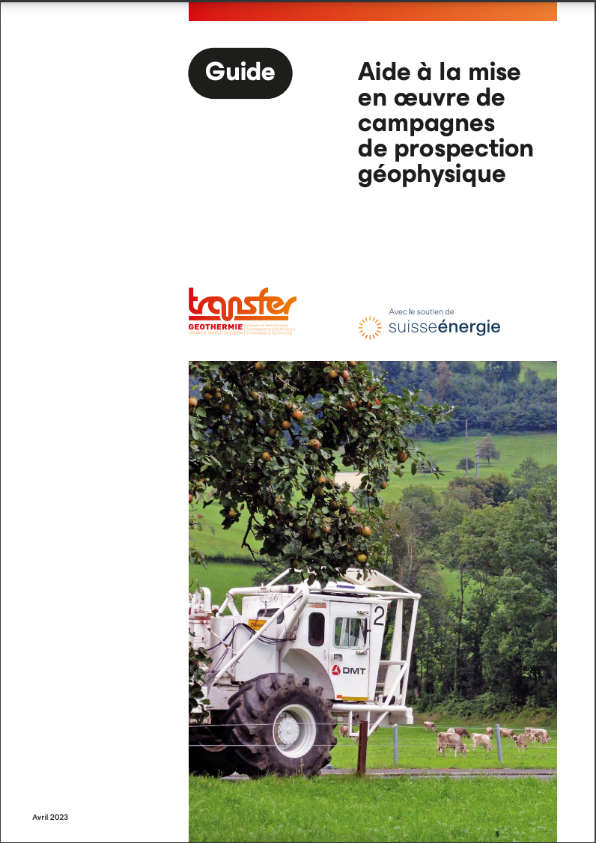 Guide
Aide à la mise
en œuvre de
campagnes
de prospection
géophysique
transfer
GEOTHERMIE
Avec le soutien de
suisseénergie
2
DMT
Avril 2023